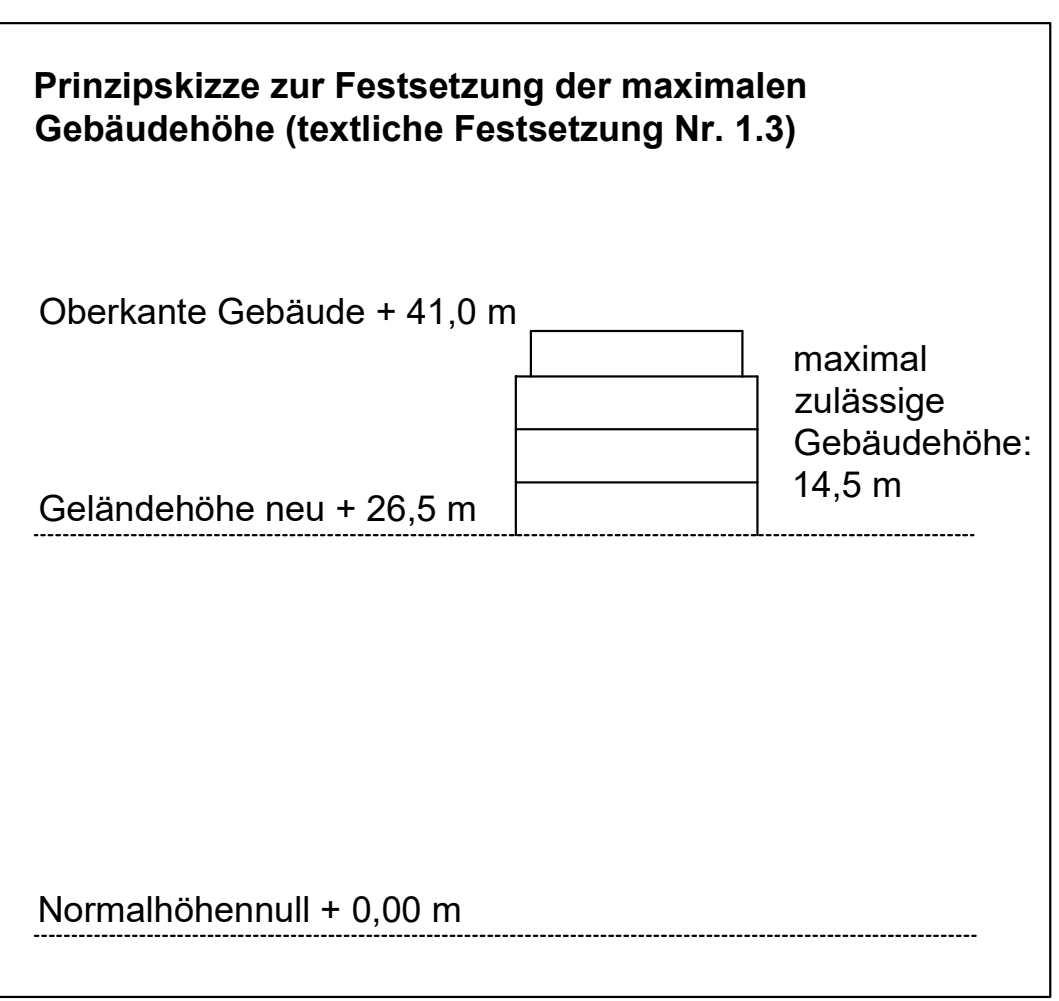 Prinzipskizze zur Festsetzung der maximalen
Gebäudehöhe (textliche Festsetzung Nr. 1.3)
Oberkante Gebäude + 41,0 m
maximal
zulässige
Gebäudehöhe:
14,5 m
Geländehöhe neu + 26,5 m
Normalhöhennull + 0,00 m